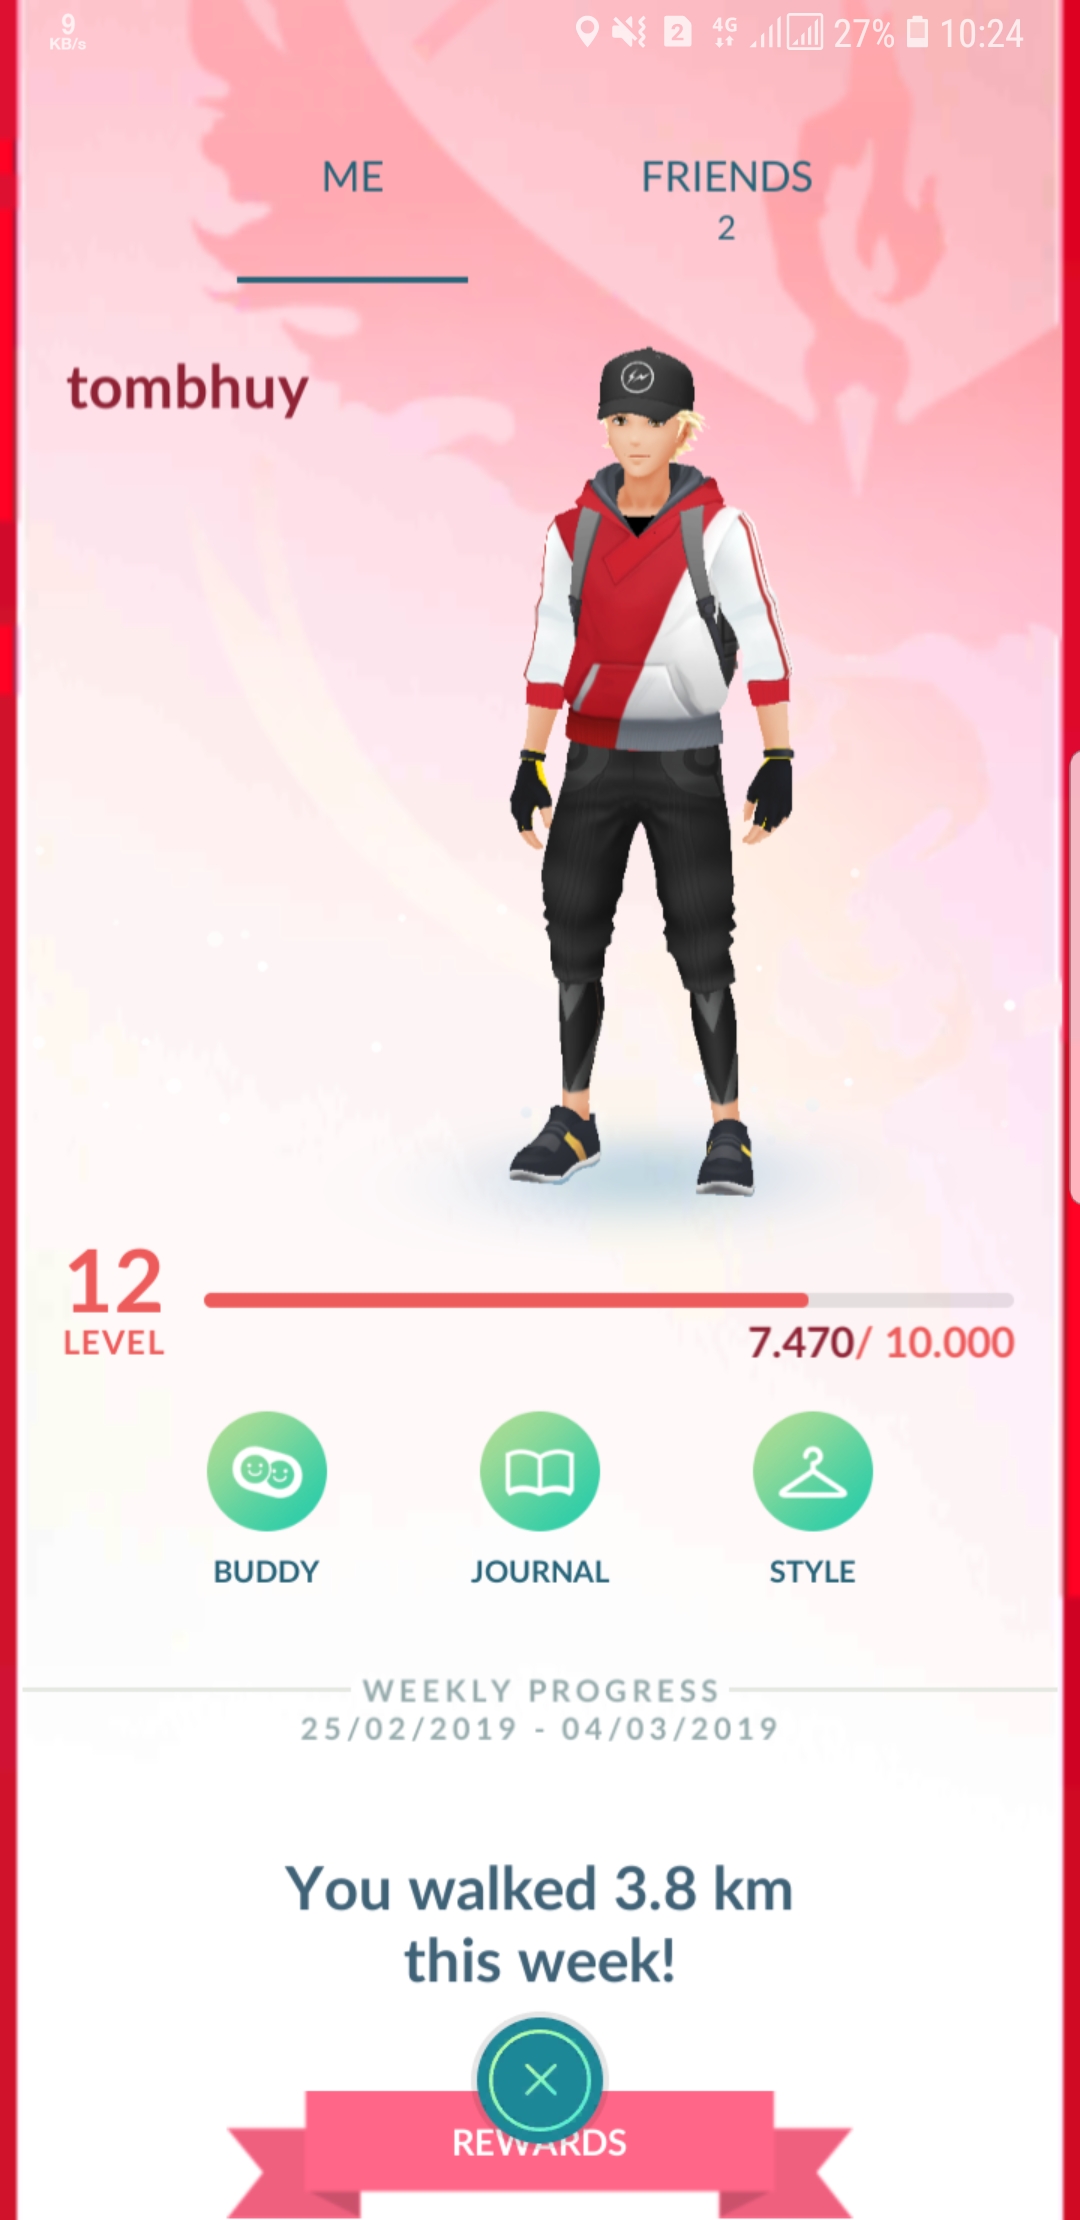 9
KB/s
2
4G
27%
10:24
ME
FRIENDS
2
tombhuy
12
LEVEL
7.470/ 10.000
BUDDY
JOURNAL
STYLE
WEEKLY PROGRESS
25/02/2019 - 04/03/2019
You walked 3.8 km
this week!
REWARDS